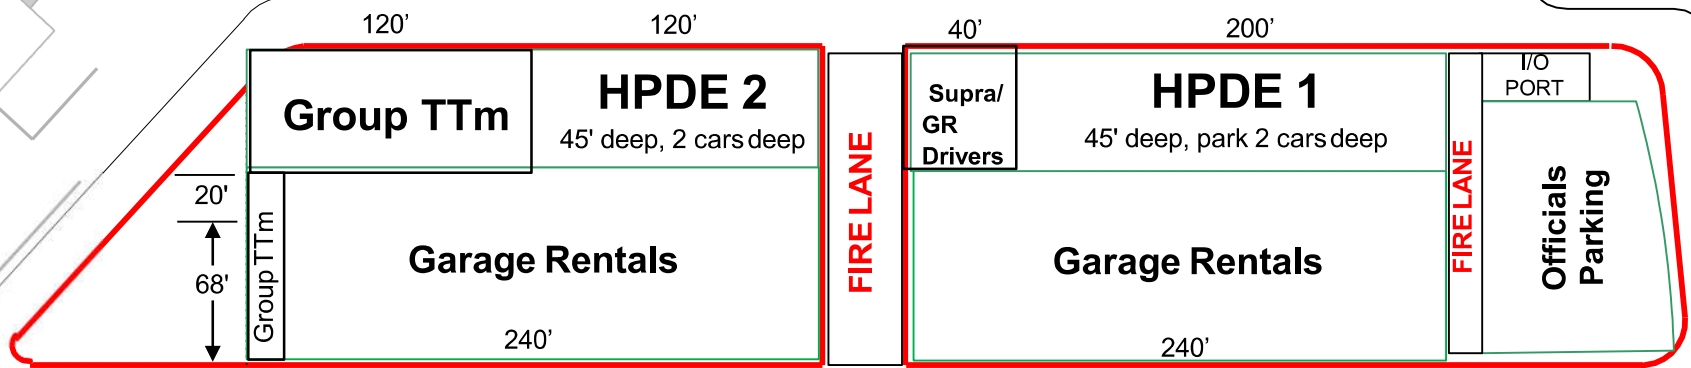 120’
120’
40’
200’
Group TTm
HPDE 2
45' deep, 2 cars deep
Supra/
GR
Drivers
HPDE 1
45' deep, park 2 cars deep
I/O
PORT
20'
68'
Group TTm
Garage Rentals
240’
FIRE LANE
Garage Rentals
240’
FIRE LANE
Officials
Parking